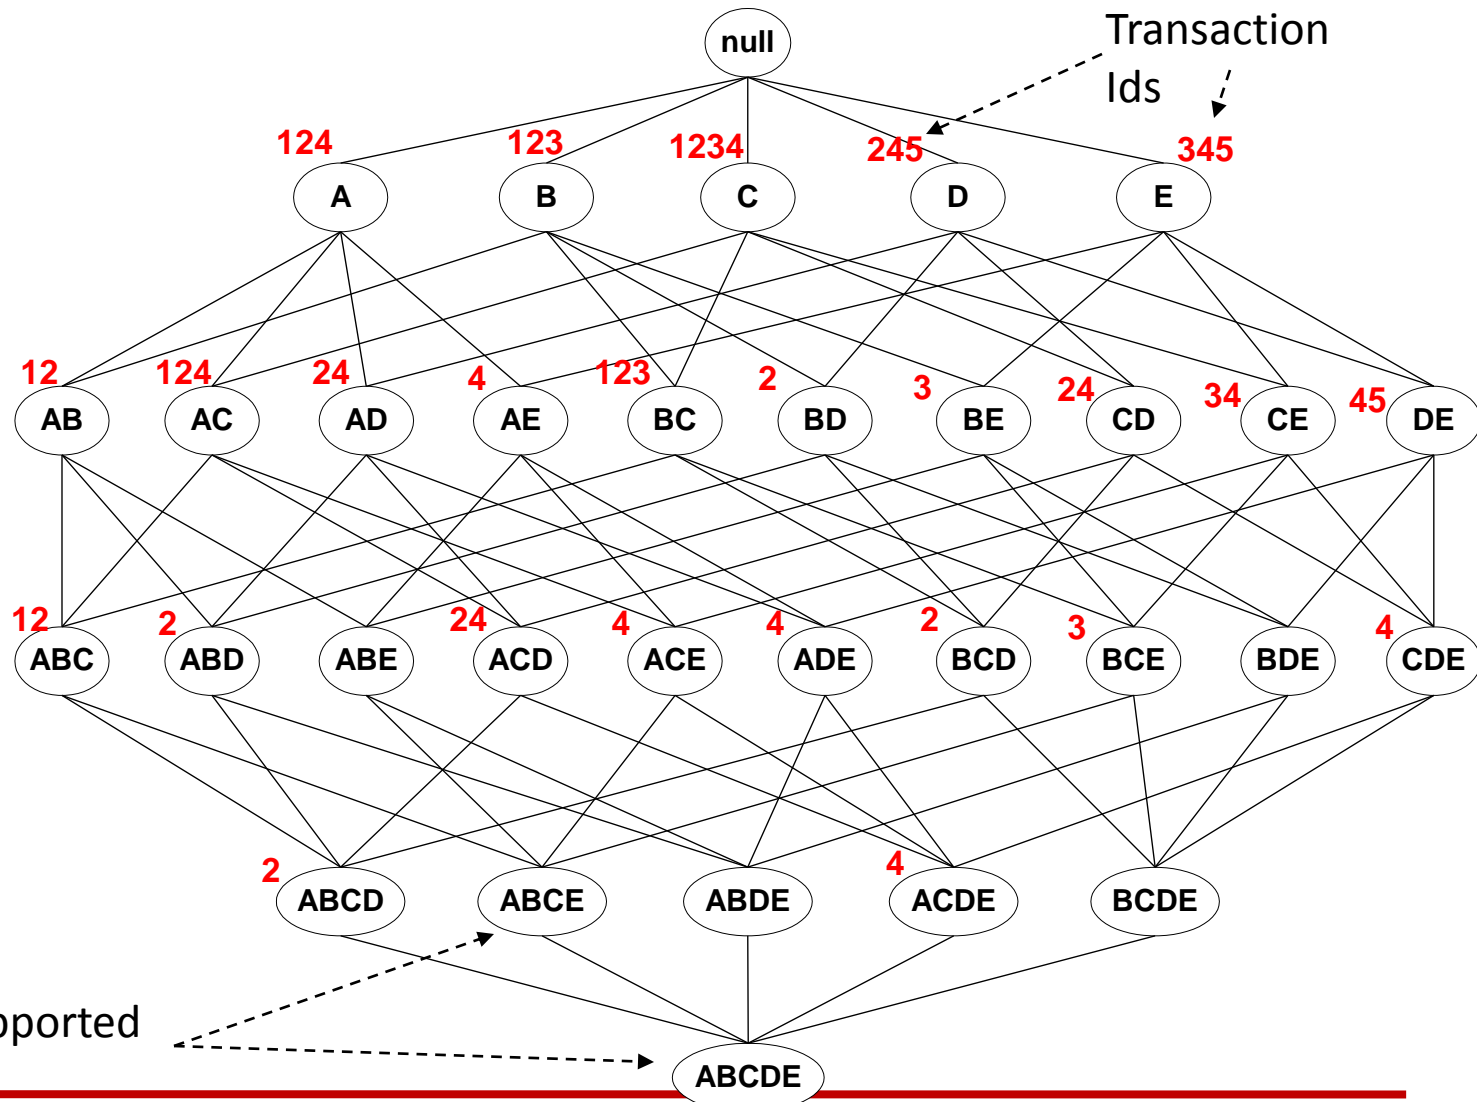 null
Transaction
Ids
124 123 1234 245 345
A B C D E
12 124 24 4 123 2 3 24 34 45
AB AC AD AE BC BD BE CD CE DE
12 2 24 4 4 2 3 4
ABC ABD ABE ACD ACE ADE BCD BCE BDE CDE
2 4
ABCD ABCE ABDE ACDE BCDE
ABCDE